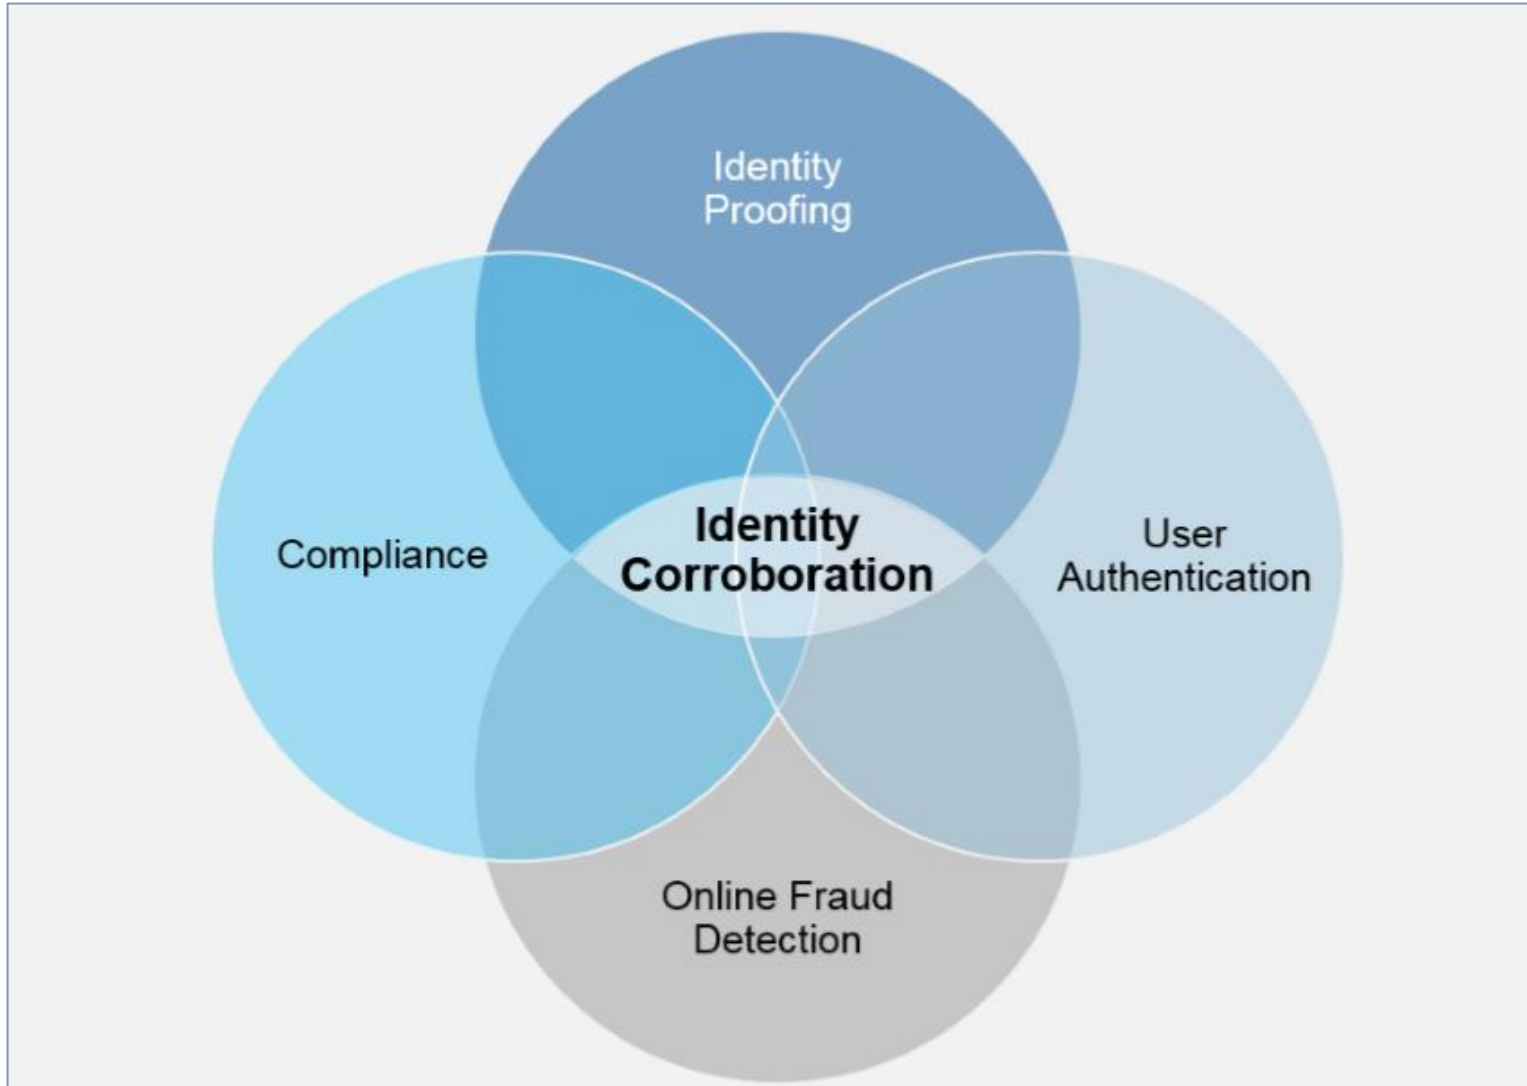 Identity
Proofing
Compliance
Identity
Corroboration
User
Authentication
Online Fraud
Detection